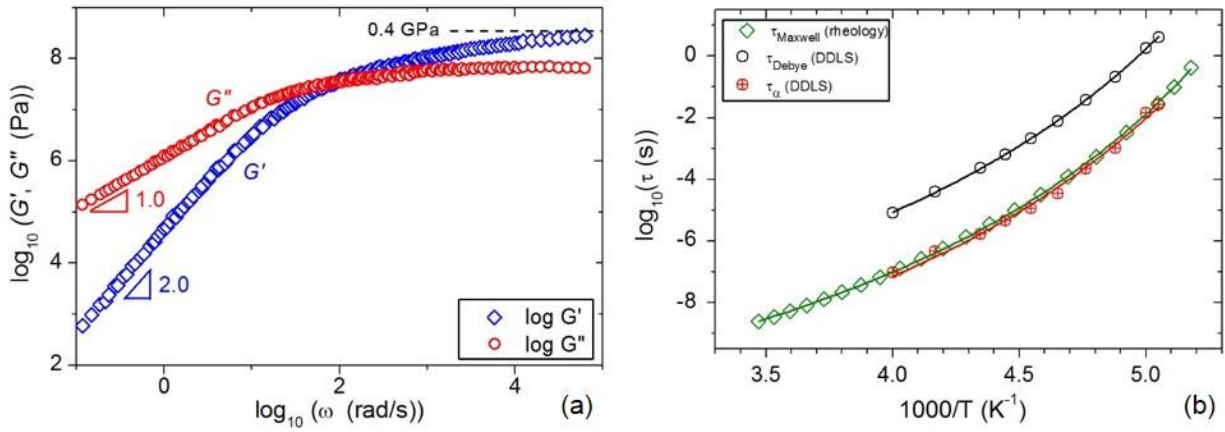 0.4 GPa
8
6
4
2
log₁₀ (G', G" (Pa))
G"
G'
1.0
2.0
log G'
log G"
0
2
4
log₁₀ (ω (rad/s))
(a)
τMaxwell (rheology)
τDebye (DDLS)
τα (DDLS)
0
-2
-4
-6
-8
log₁₀(τ (s))
3.5
4.0
4.5
5.0
1000/T (K⁻¹)
(b)